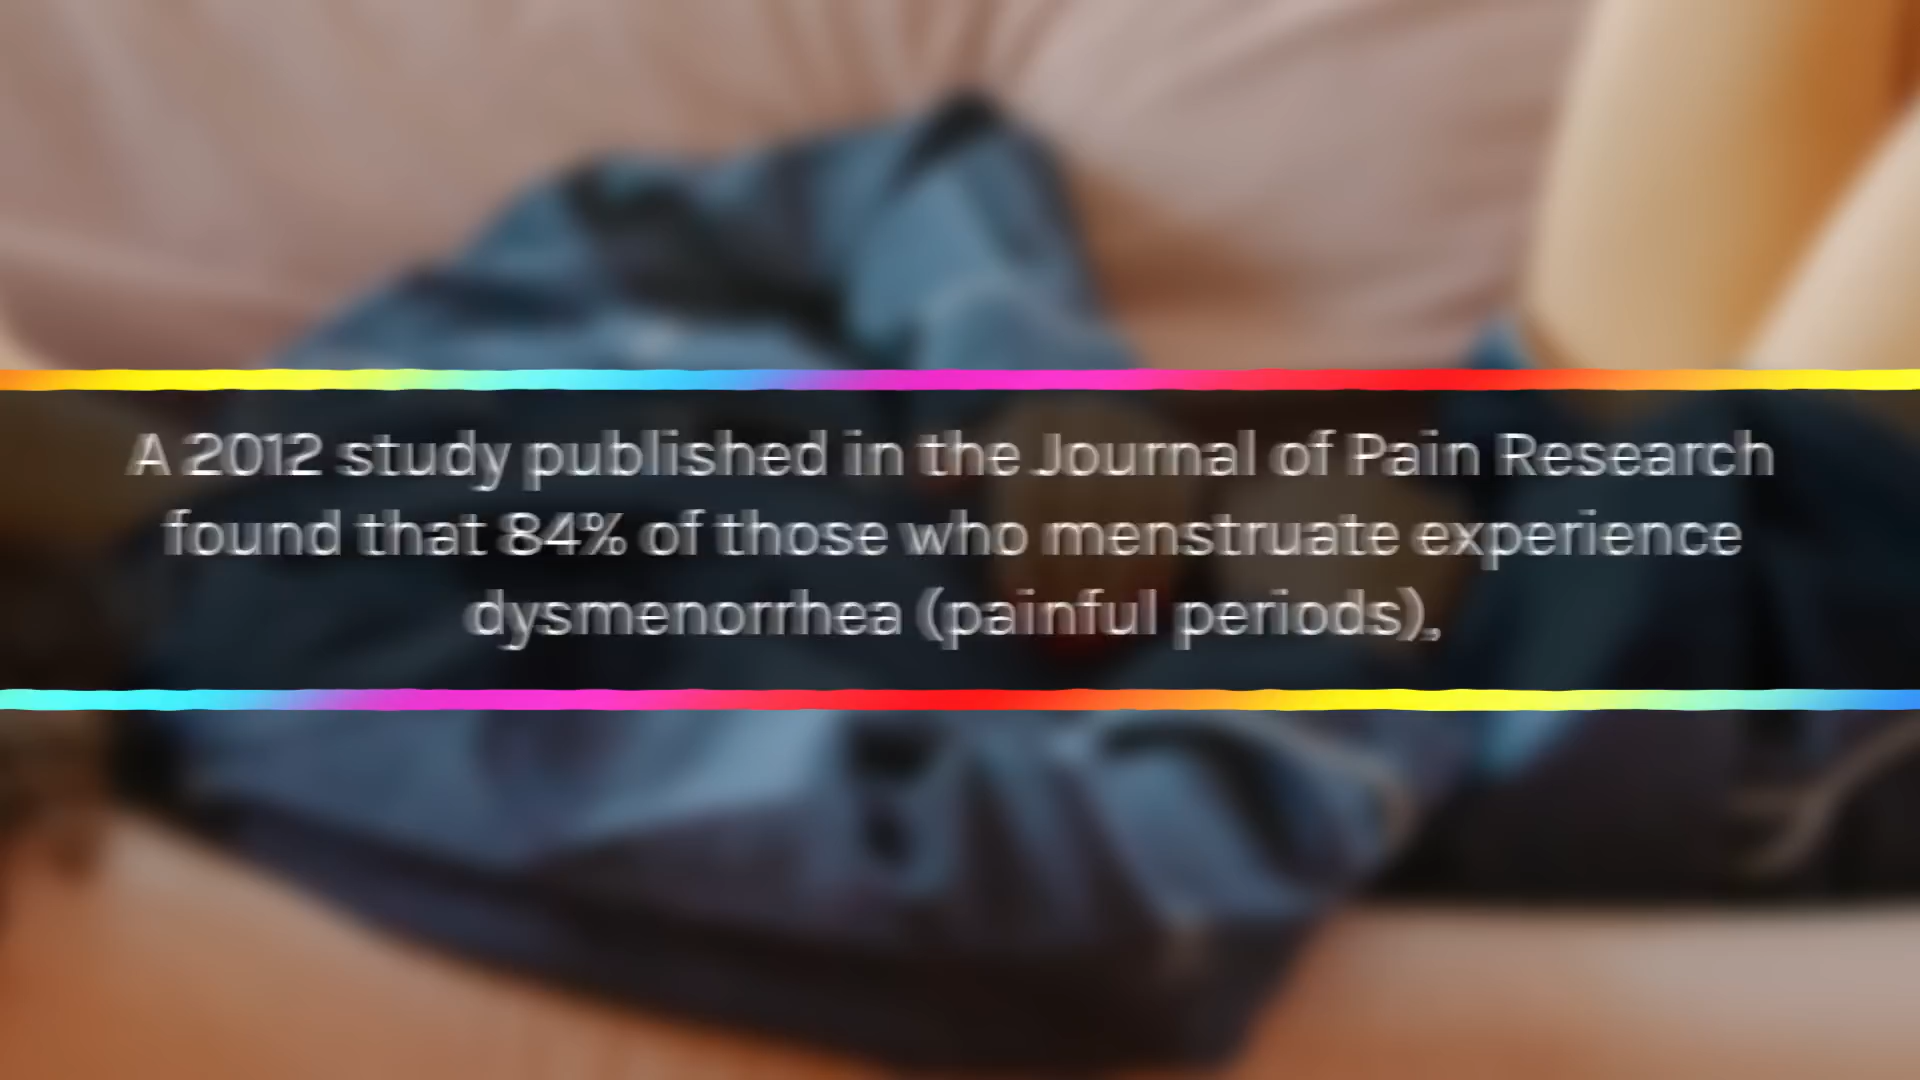 A 2012 study published in the Journal of Pain Research
found that 84% of those who menstruate experience
dysmenorrhea (painful periods),